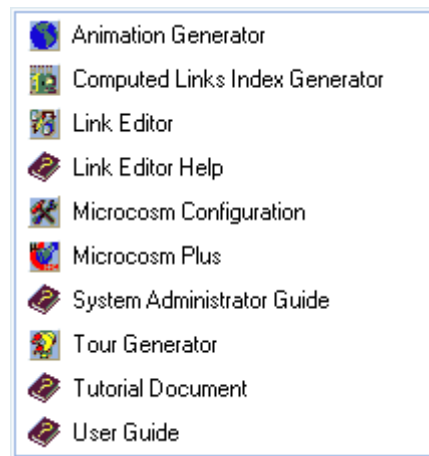 Animation Generator
Computed Links Index Generator
Link Editor
Link Editor Help
Microcosm Configuration
Microcosm Plus
System Administrator Guide
Tour Generator
Tutorial Document
User Guide